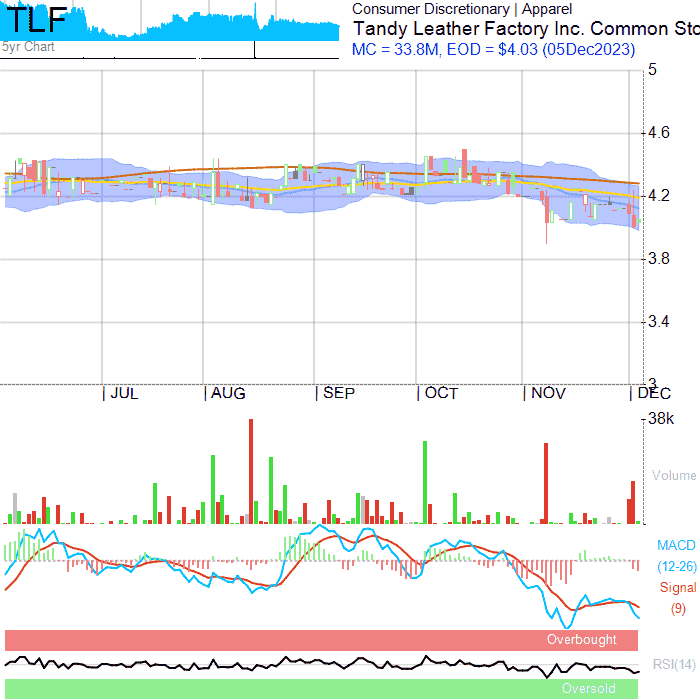 TLF
5yr Chart
Consumer Discretionary | Apparel
Tandy Leather Factory Inc. Common Sto
MC = 33.8M, EOD = $4.03 (05Dec2023)
5
4.6
4.2
3.8
3.4
3
JUL AUG SEP OCT NOV DEC
38k
Volume
MACD
(12-26)
Signal
(9)
Overbought
RSI(14)
Oversold